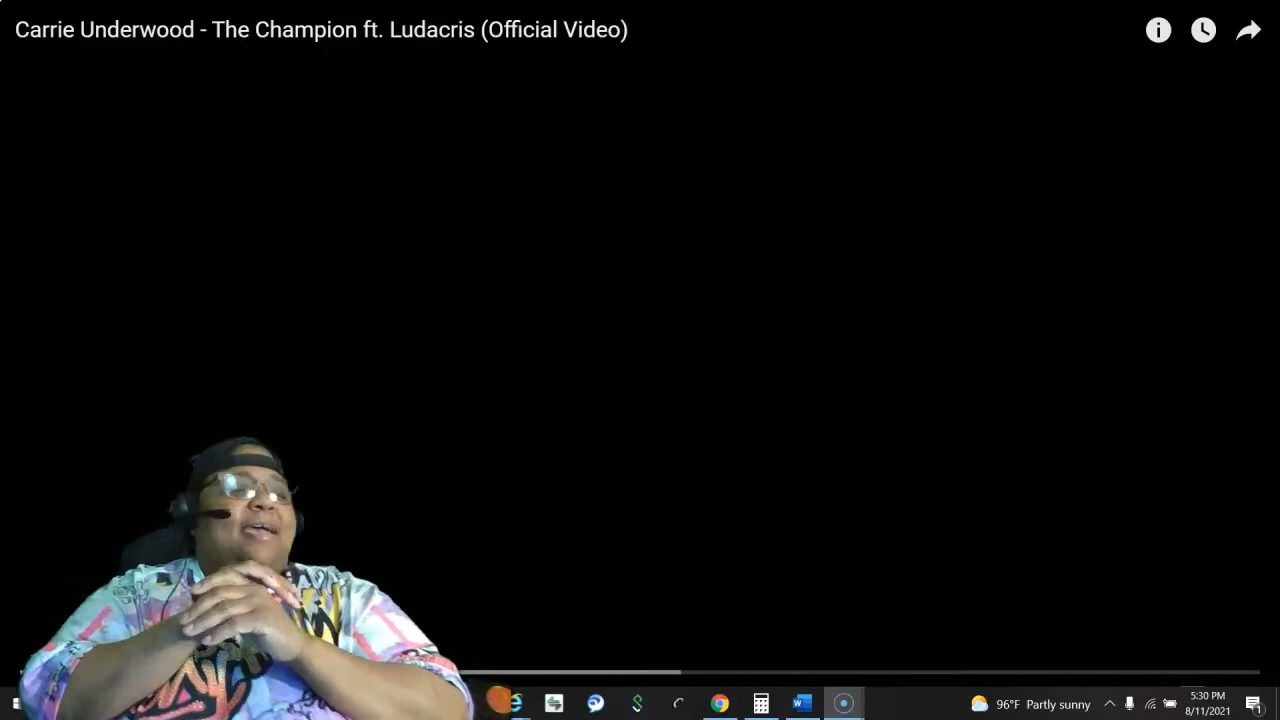 Carrie Underwood - The Champion ft. Ludacris (Official Video)
96°F Partly sunny
5:30 PM
8/11/2021